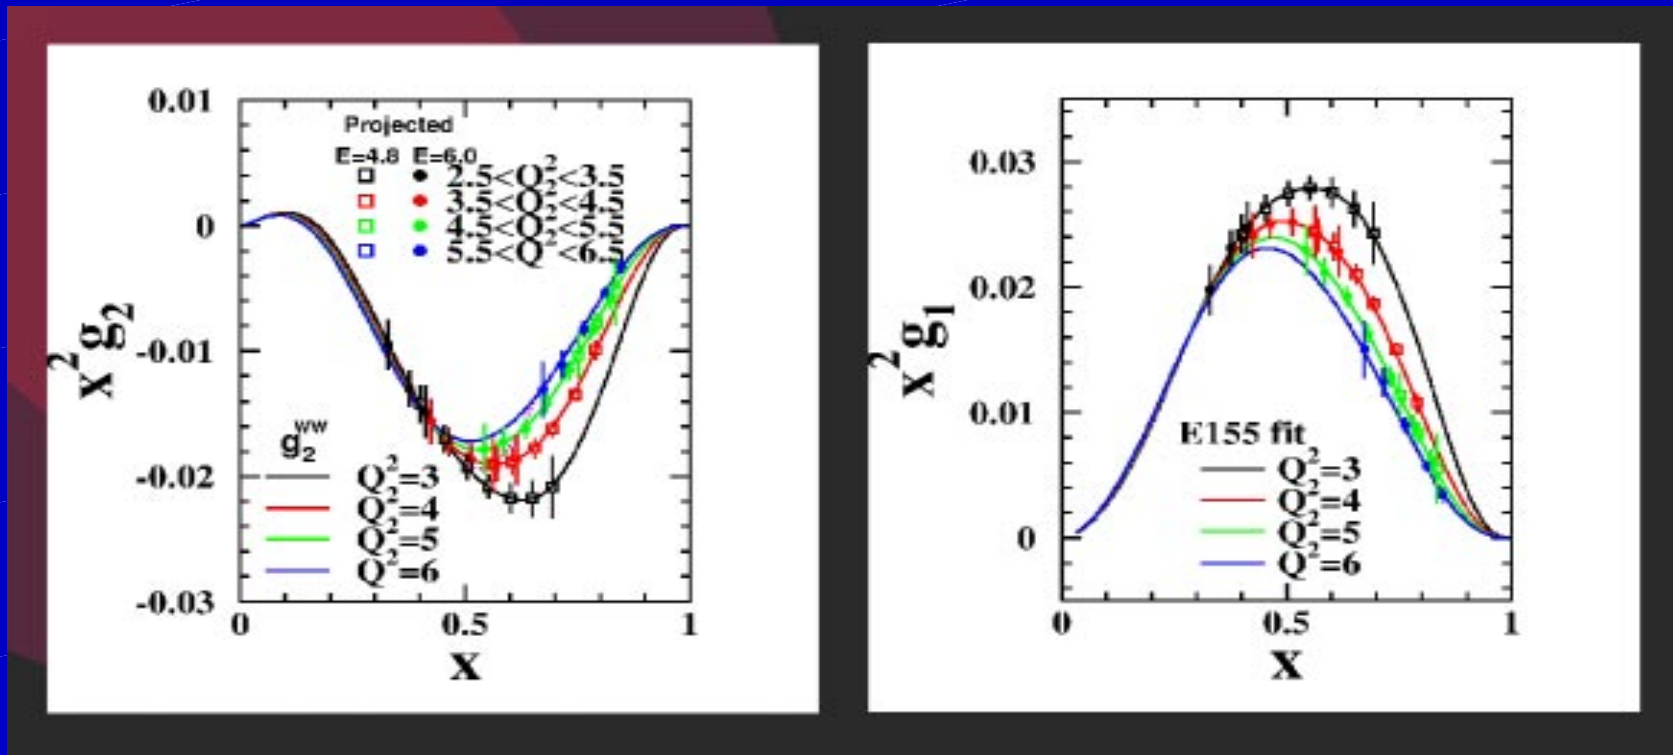 0.01
Projected
E=4.8 E=6.0
2.5<Q²<3.5
3.5<Q²<4.5
4.5<Q²<5.5
5.5<Q²<6.5
0
-0.01
-0.02
-0.03
x²g₂
g₂ᵂᵂ
Q²=3
Q²=4
Q²=5
Q²=6
0 0.5 1
x
0.03
0.02
0.01
0
x²g₁
E155 fit
Q²=3
Q²=4
Q²=5
Q²=6
0 0.5 1
x